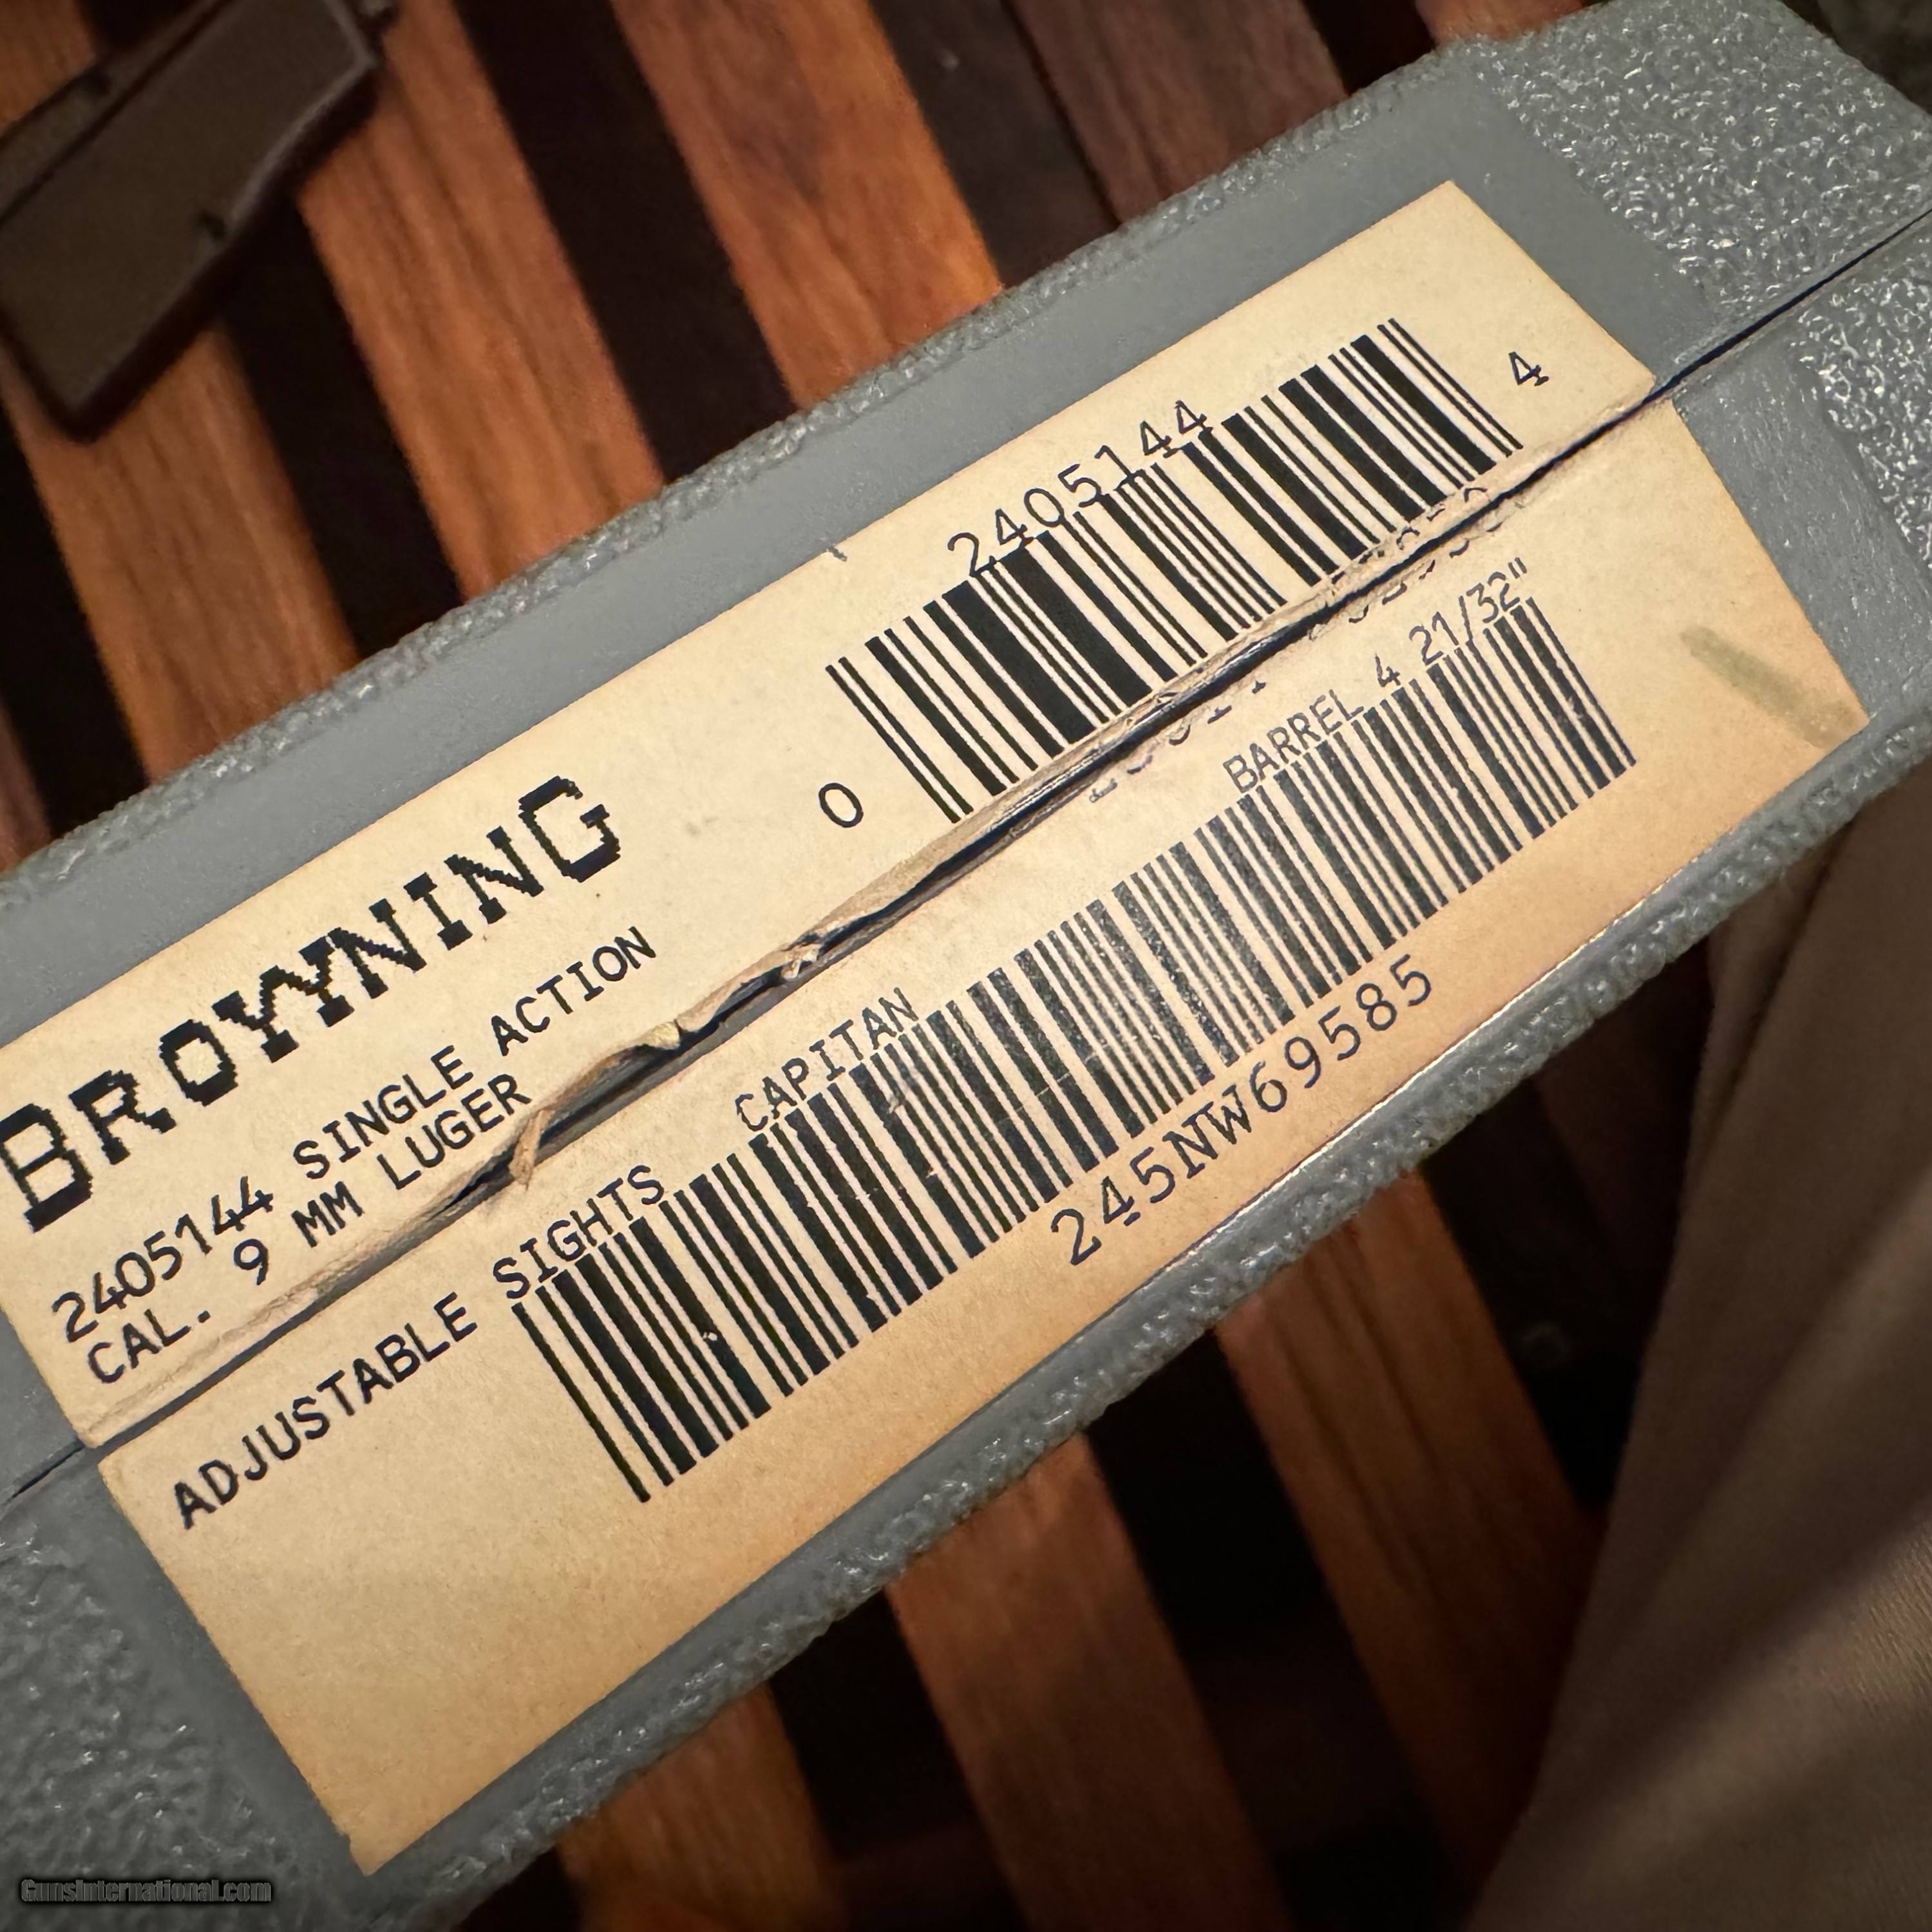 BROWNING
2405144 SINGLE ACTION
CAL. 9 MM LUGER
2405144
0 4
ADJUSTABLE SIGHTS CAPITAN BARREL 4 21/32"
245NW69585
GunsInternational.com